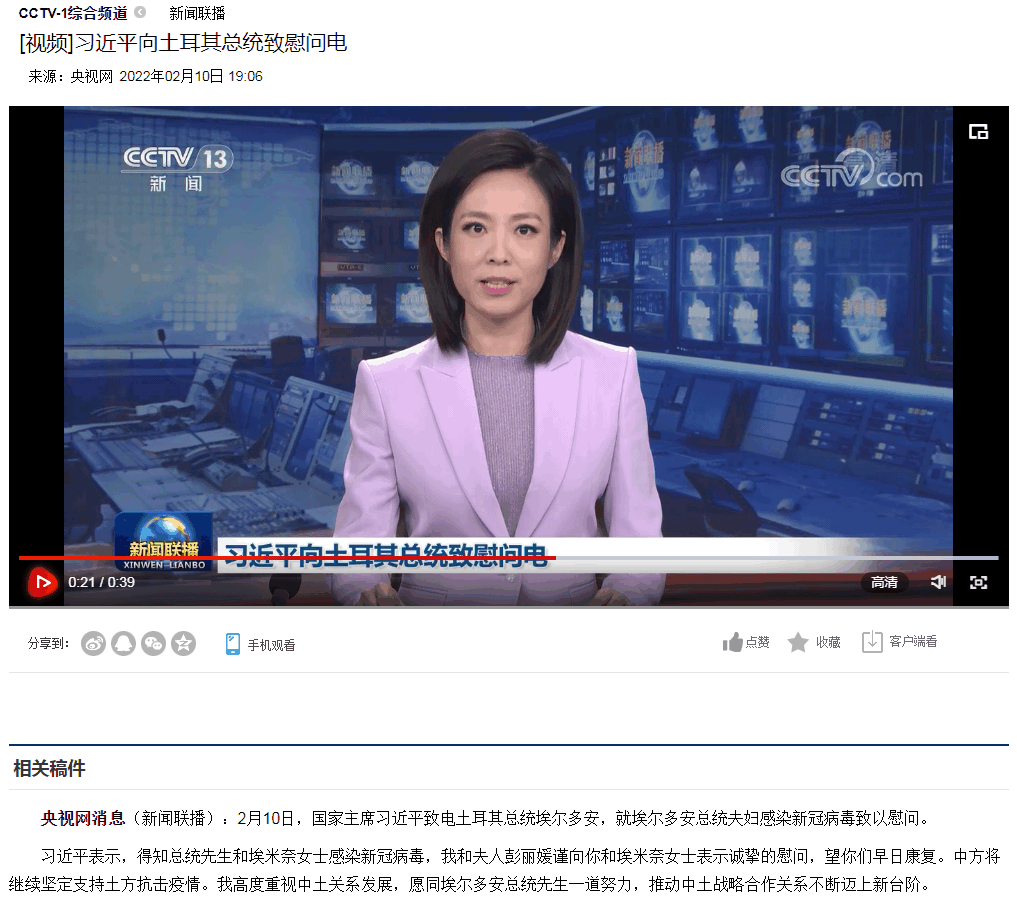 CCTV-1综合频道 新闻联播
[视频]习近平向土耳其总统致慰问电
来源：央视网 2022年02月10日 19:06
CCTV 13
新闻
CCTV.com
新闻联播
XINWEN LIANBO
习近平向土耳其总统致慰问电
0:21 / 0:39
高清
分享到：
手机观看
点赞
收藏
客户端看
相关稿件
央视网消息（新闻联播）：2月10日，国家主席习近平致电土耳其总统埃尔多安，就埃尔多安总统夫妇感染新冠病毒致以慰问。
习近平表示，得知总统先生和埃米奈女士感染新冠病毒，我和夫人彭丽媛谨向你和埃米奈女士表示诚挚的慰问，望你们早日康复。中方将
继续坚定支持土方抗击疫情。我高度重视中土关系发展，愿同埃尔多安总统先生一道努力，推动中土战略合作关系不断迈上新台阶。